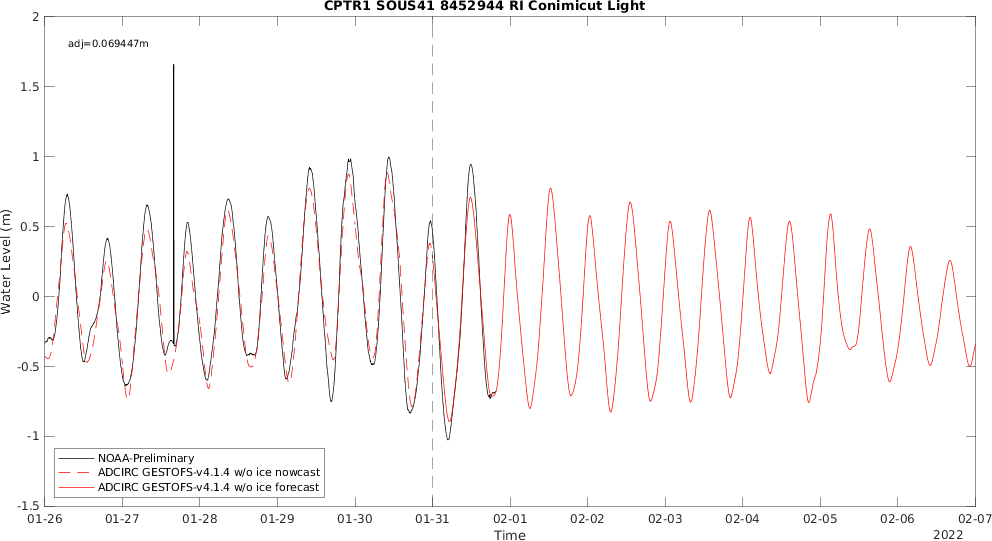 CPTR1 SOUS41 8452944 RI Conimicut Light
adj=0.069447m
Water Level (m)
2
1.5
1
0.5
0
-0.5
-1
-1.5
NOAA-Preliminary
ADCIRC GESTOFS-v4.1.4 w/o ice nowcast
ADCIRC GESTOFS-v4.1.4 w/o ice forecast
01-26 01-27 01-28 01-29 01-30 01-31 02-01 02-02 02-03 02-04 02-05 02-06 02-07
Time
2022